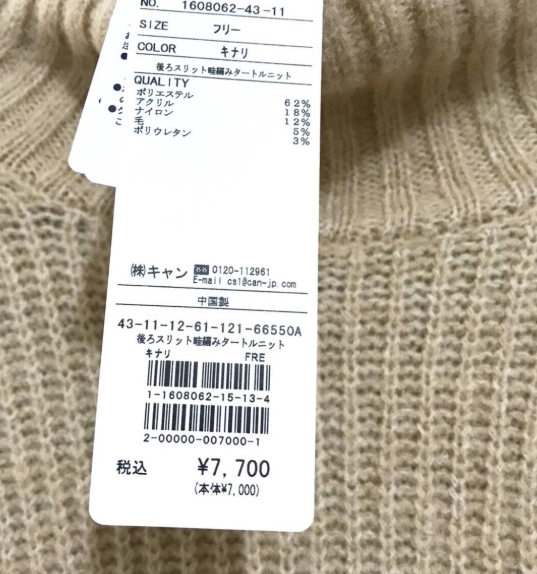 NO. 1608062-43-11
SIZE フリー
COLOR キナリ
後ろスリット畦編みタートルニット
QUALITY
ポリエステル 62%
アクリル 18%
ナイロン 12%
毛 5%
ポリウレタン 3%
(株)キャン 0120-112961
E-mail cs1@can-jp.com
中国製
43-11-12-61-121-66550A
後ろスリット畦編みタートルニット
キナリ FRE
1-1608062-15-13-4
2-00000-007000-1
税込 ¥7,700
(本体¥7,000)